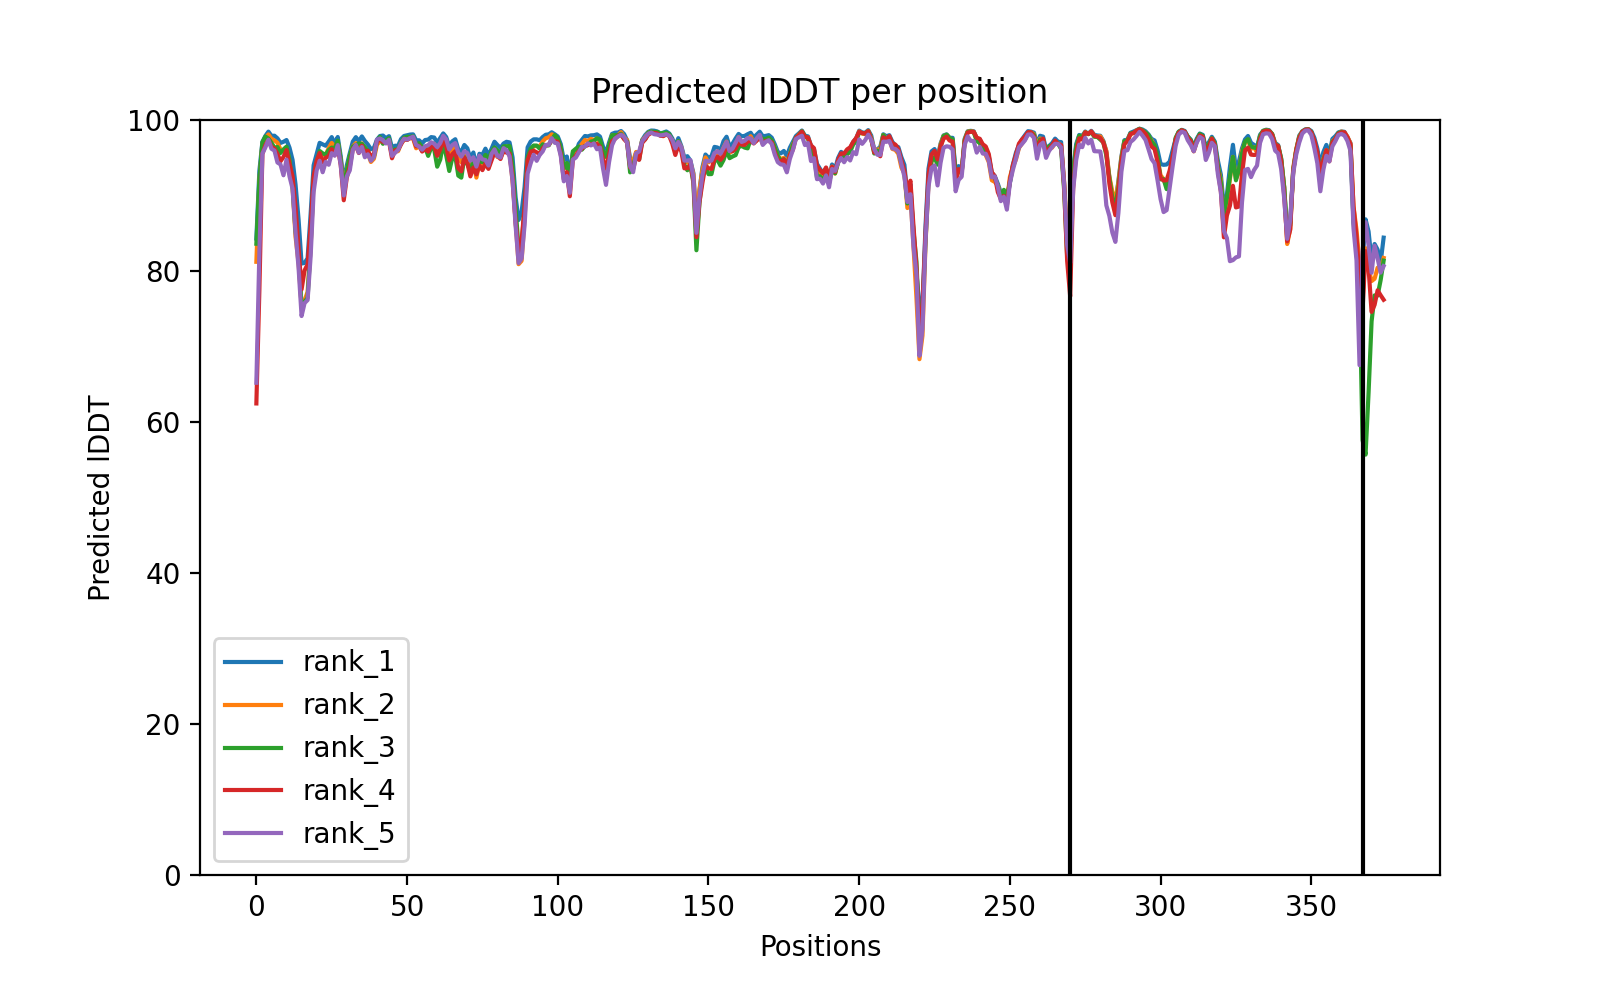 Predicted lDDT per position
100
80
60
40
20
0
Predicted lDDT
rank_1
rank_2
rank_3
rank_4
rank_5
0 50 100 150 200 250 300 350
Positions